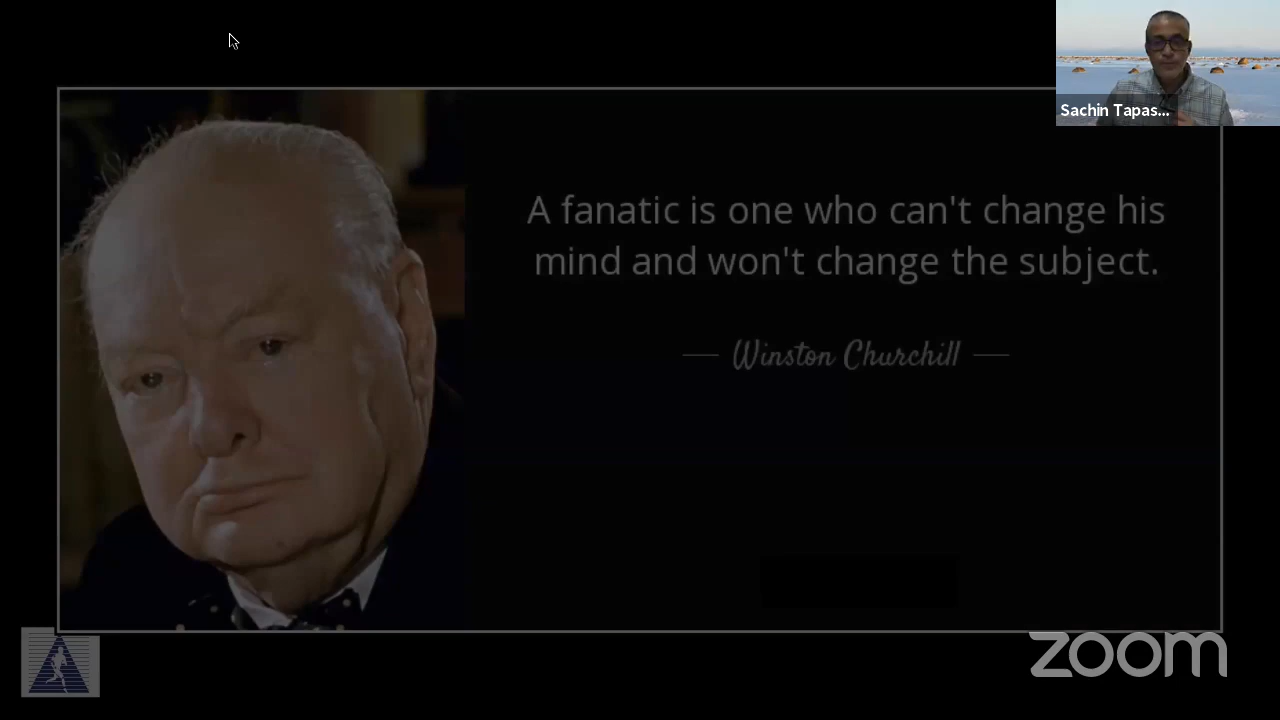 Sachin Tapas...
A fanatic is one who can't change his
mind and won't change the subject.
Winston Churchill
zoom